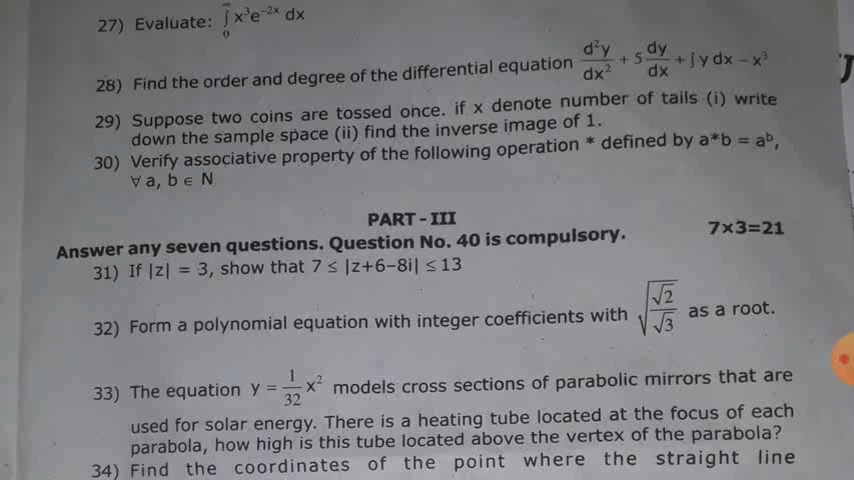 27) Evaluate: ∫₀^∞ x³e⁻²ˣ dx
28) Find the order and degree of the differential equation d²y/dx² + 5 dy/dx + ∫y dx – x³
29) Suppose two coins are tossed once. if x denote number of tails (i) write
down the sample space (ii) find the inverse image of 1.
30) Verify associative property of the following operation * defined by a*b = aᵇ,
∀ a, b ∈ N
PART - III
Answer any seven questions. Question No. 40 is compulsory. 7×3=21
31) If |z| = 3, show that 7 ≤ |z+6–8i| ≤ 13
32) Form a polynomial equation with integer coefficients with √(√2/√3) as a root.
33) The equation y = 1/32 x² models cross sections of parabolic mirrors that are
used for solar energy. There is a heating tube located at the focus of each
parabola, how high is this tube located above the vertex of the parabola?
34) Find the coordinates of the point where the straight line